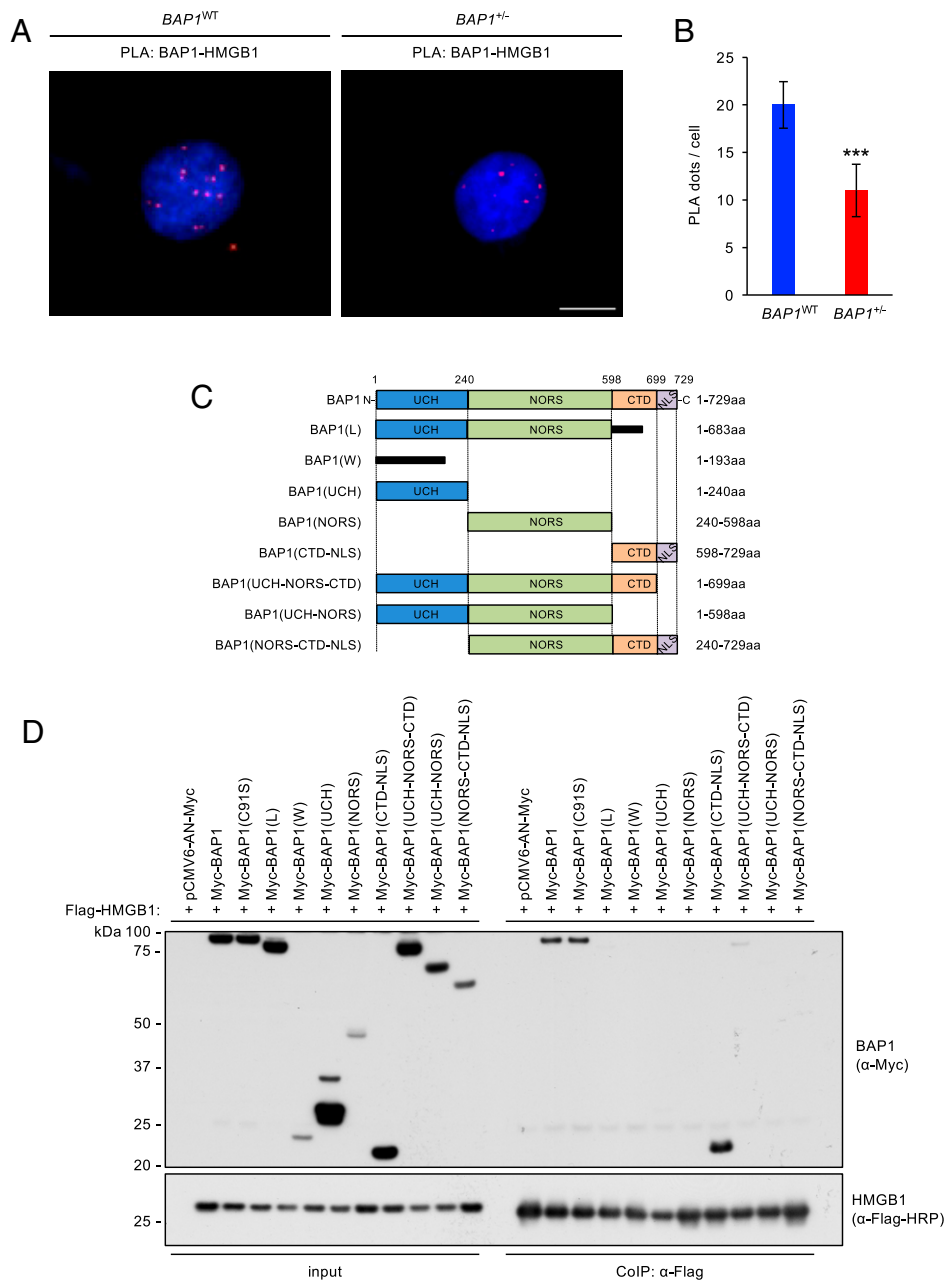 A
BAP1WT
BAP1+/-
PLA: BAP1-HMGB1
PLA: BAP1-HMGB1
B
PLA dots / cell
25
20
15
10
5
0
***
BAP1WT
BAP1+/-
C
1 240 598 699 729
BAP1 N- UCH NORS CTD NLS -C 1-729aa
BAP1(L) UCH NORS 1-683aa
BAP1(W) 1-193aa
BAP1(UCH) UCH 1-240aa
BAP1(NORS) NORS 240-598aa
BAP1(CTD-NLS) CTD NLS 598-729aa
BAP1(UCH-NORS-CTD) UCH NORS CTD 1-699aa
BAP1(UCH-NORS) UCH NORS 1-598aa
BAP1(NORS-CTD-NLS) NORS CTD NLS 240-729aa
D
pCMV6-AN-Myc
Myc-BAP1
Myc-BAP1(C91S)
Myc-BAP1(L)
Myc-BAP1(W)
Myc-BAP1(UCH)
Myc-BAP1(NORS)
Myc-BAP1(CTD-NLS)
Myc-BAP1(UCH-NORS-CTD)
Myc-BAP1(UCH-NORS)
Myc-BAP1(NORS-CTD-NLS)
pCMV6-AN-Myc
Myc-BAP1
Myc-BAP1(C91S)
Myc-BAP1(L)
Myc-BAP1(W)
Myc-BAP1(UCH)
Myc-BAP1(NORS)
Myc-BAP1(CTD-NLS)
Myc-BAP1(UCH-NORS-CTD)
Myc-BAP1(UCH-NORS)
Myc-BAP1(NORS-CTD-NLS)
Flag-HMGB1: + + + + + + + + + + + + + + + + + + + + + +
kDa 100 -
75 -
50 -
37 -
25 -
20 -
BAP1
(α-Myc)
25 -
HMGB1
(α-Flag-HRP)
input
CoIP: α-Flag